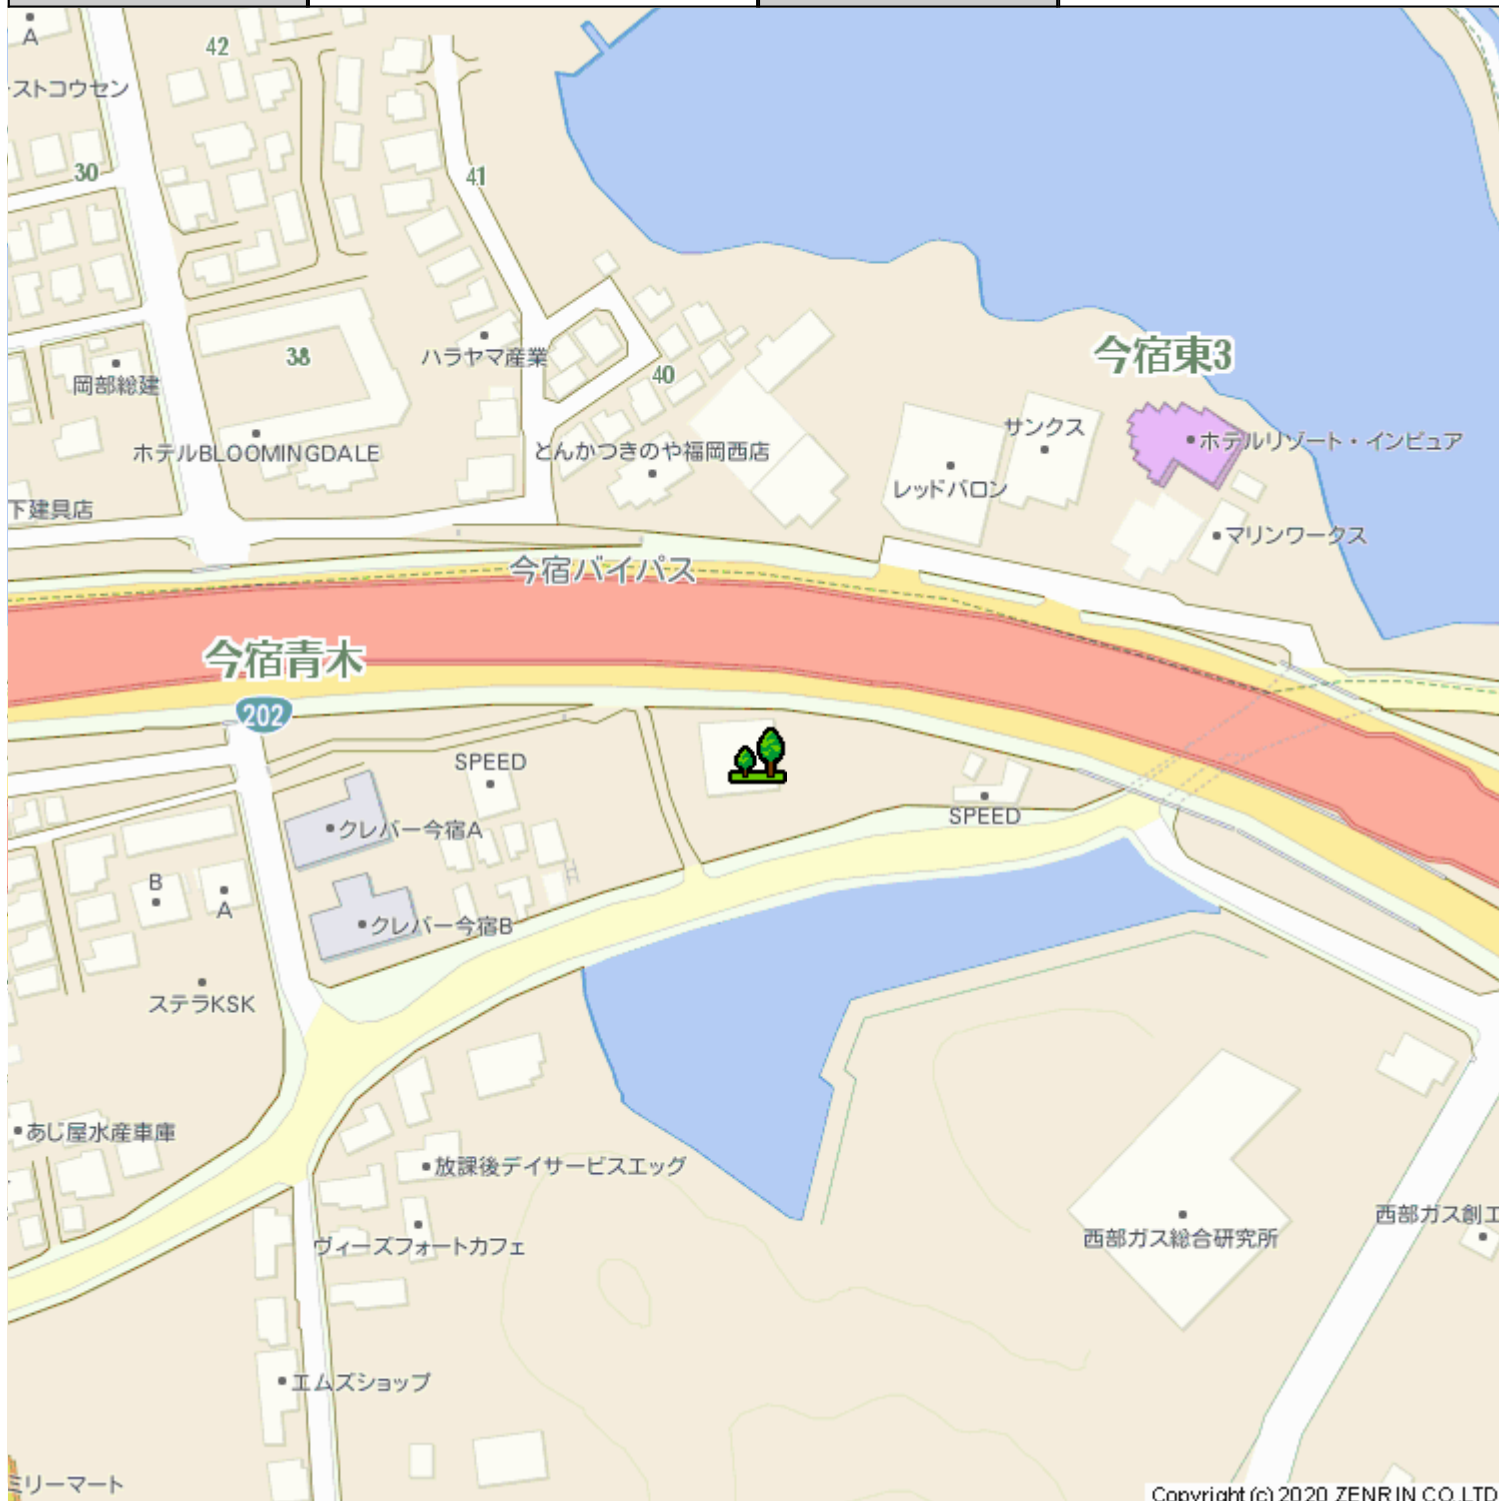 A
42
ストコウセン
30
41
今宿東3
ハラヤマ産業
38
40
岡部総建
サンクス
ホテルリゾート・インピュア
ホテルBLOOMINGDALE
とんかつきのや福岡西店
レッドバロン
下建具店
マリンワークス
今宿バイパス
今宿青木
202
SPEED
SPEED
クレバー今宿A
B
A
クレバー今宿B
ステラKSK
あじ屋水産車庫
放課後デイサービスエッグ
西部ガス創工
西部ガス総合研究所
ヴィーズフォートカフェ
エムズショップ
ミリーマート
Copyright (c) 2020 ZENRIN CO.,LTD